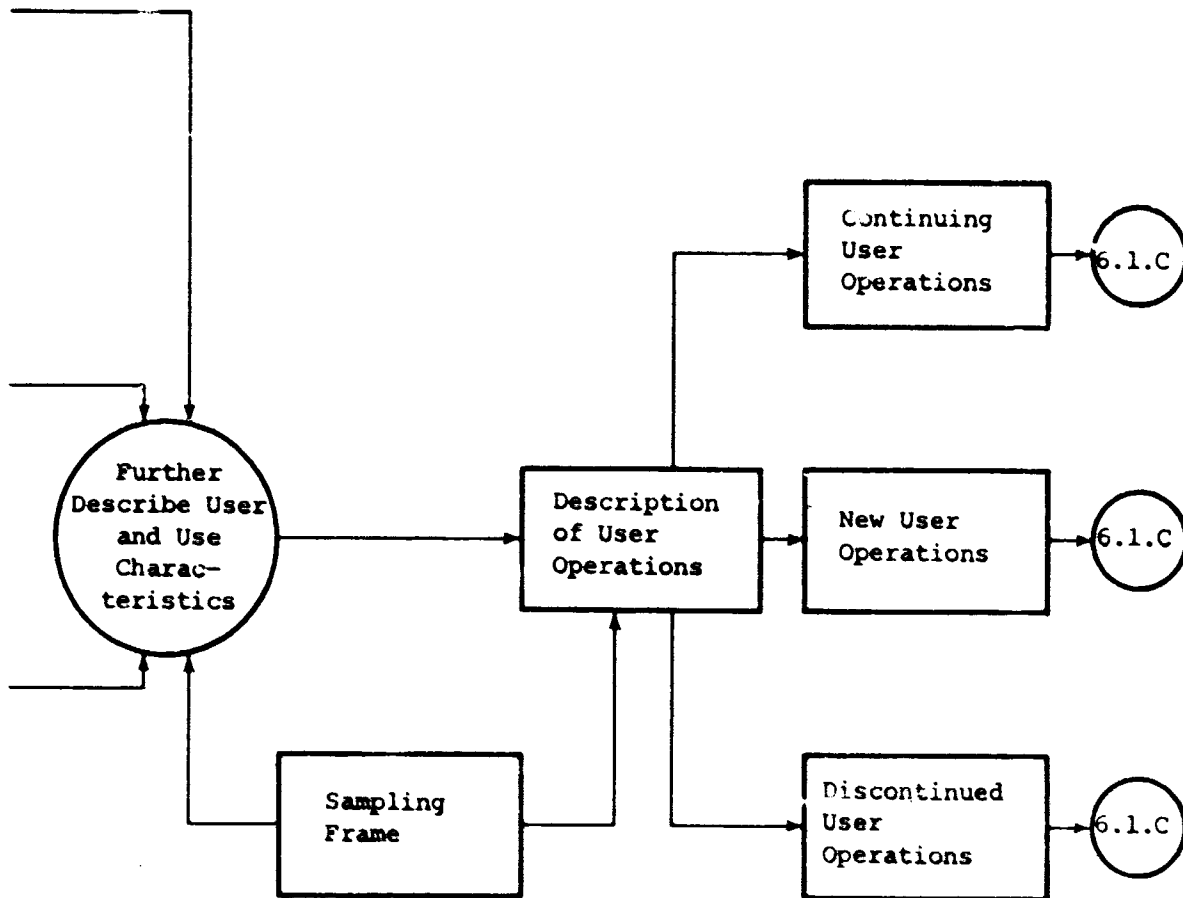 Continuing
User
Operations
6.1.C
Further
Describe User
and Use
Charac-
teristics
Description
of User
Operations
New User
Operations
6.1.C
Sampling
Frame
Discontinued
User
Operations
6.1.C